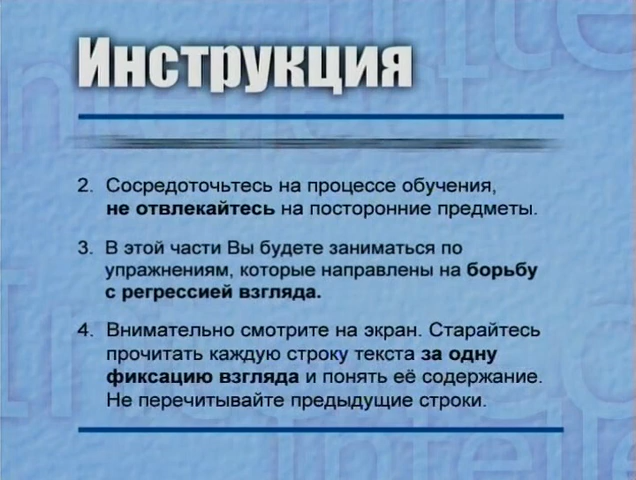 Инструкция
2. Сосредоточьтесь на процессе обучения,
не отвлекайтесь на посторонние предметы.
3. В этой части Вы будете заниматься по
упражнениям, которые направлены на борьбу
с регрессией взгляда.
4. Внимательно смотрите на экран. Старайтесь
прочитать каждую строку текста за одну
фиксацию взгляда и понять её содержание.
Не перечитывайте предыдущие строки.